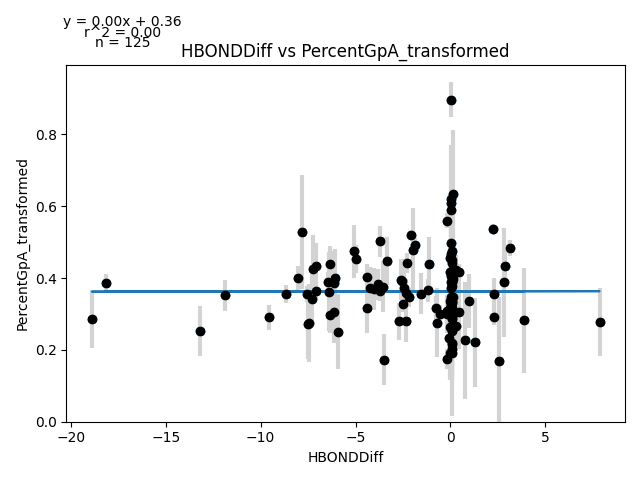 y = 0.00x + 0.36
r^2 = 0.00
n = 125
HBONDDiff vs PercentGpA_transformed
PercentGpA_transformed
0.8
0.6
0.4
0.2
0.0
−20
−15
−10
−5
0
5
HBONDDiff